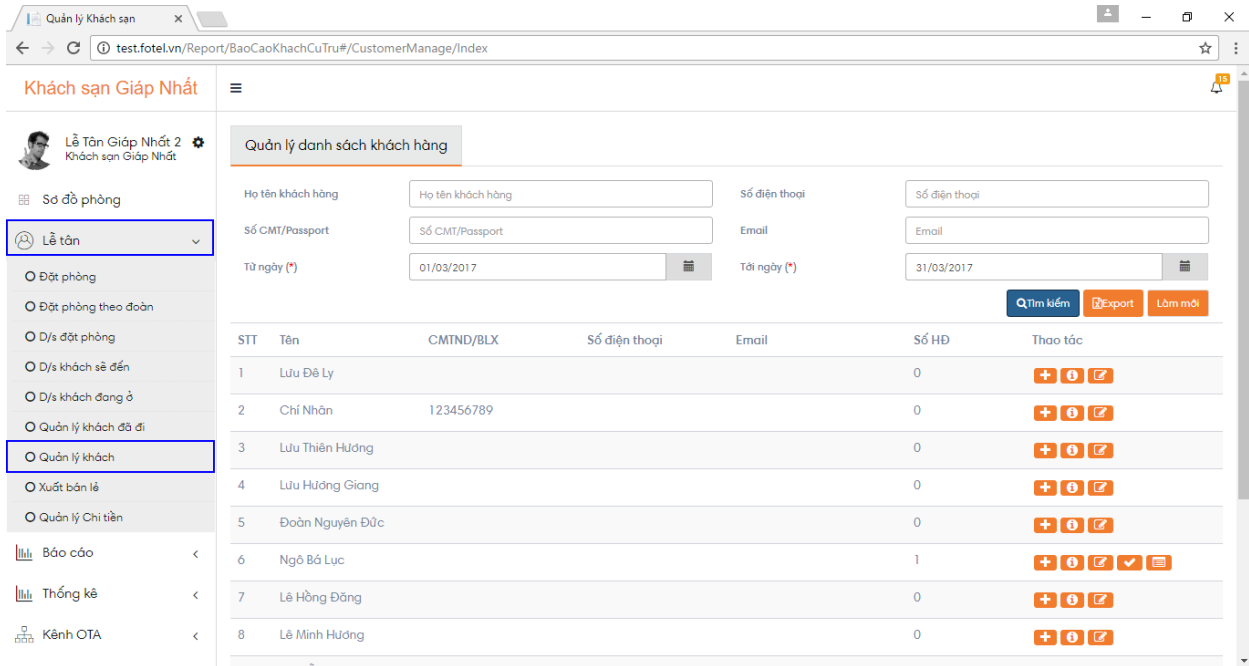 Quản lý Khách sạn
test.fotel.vn/Report/BaoCaoKhachCuTru#/CustomerManage/Index
Khách sạn Giáp Nhất
15
Lễ Tân Giáp Nhất 2
Khách sạn Giáp Nhất
Sơ đồ phòng
Lễ tân
Đặt phòng
Đặt phòng theo đoàn
D/s đặt phòng
D/s khách sẽ đến
D/s khách đang ở
Quản lý khách đã đi
Quản lý khách
Xuất bán lẻ
Quản lý Chi tiền
Báo cáo
Thống kê
Kênh OTA
Quản lý danh sách khách hàng
Họ tên khách hàng Họ tên khách hàng Số điện thoại Số điện thoại
Số CMT/Passport Số CMT/Passport Email Email
Từ ngày (*) 01/03/2017 Tới ngày (*) 31/03/2017
Tìm kiếm Export Làm mới
STT Tên CMTND/BLX Số điện thoại Email Số HĐ Thao tác
1 Lưu Đê Ly 0
2 Chí Nhân 123456789 0
3 Lưu Thiên Hương 0
4 Lưu Hương Giang 0
5 Đoàn Nguyên Đức 0
6 Ngô Bá Lục 1
7 Lê Hồng Đăng 0
8 Lê Minh Hương 0